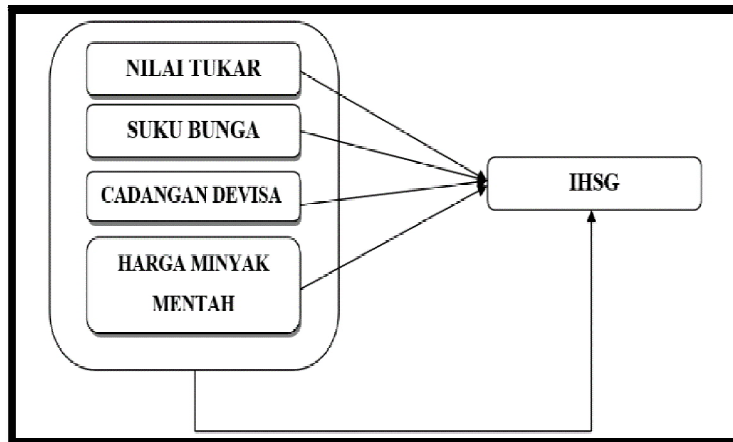 NILAI TUKAR
SUKU BUNGA
CADANGAN DEVISA
HARGA MINYAK
MENTAH
IHSG